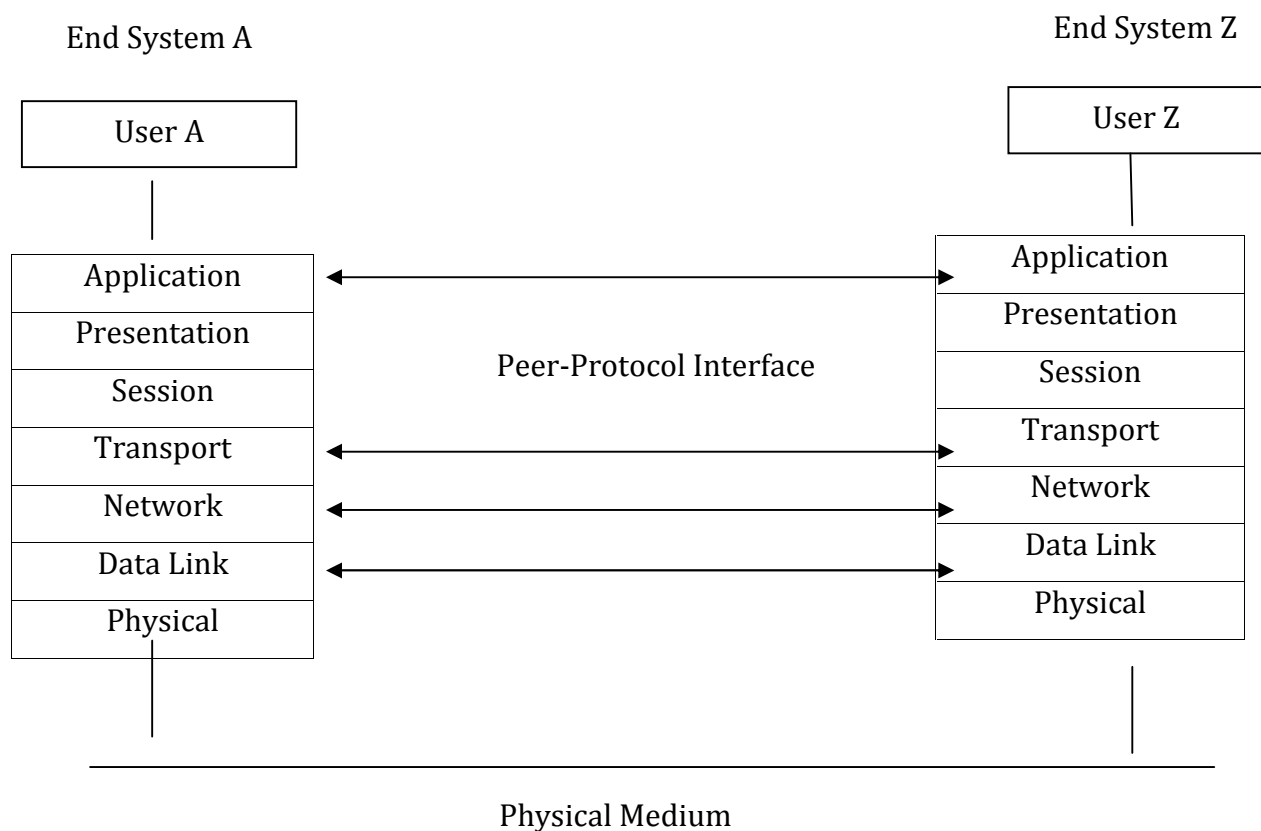 End System A
End System Z
User A
User Z
Application
Presentation
Session
Transport
Network
Data Link
Physical
Peer-Protocol Interface
Application
Presentation
Session
Transport
Network
Data Link
Physical
Physical Medium